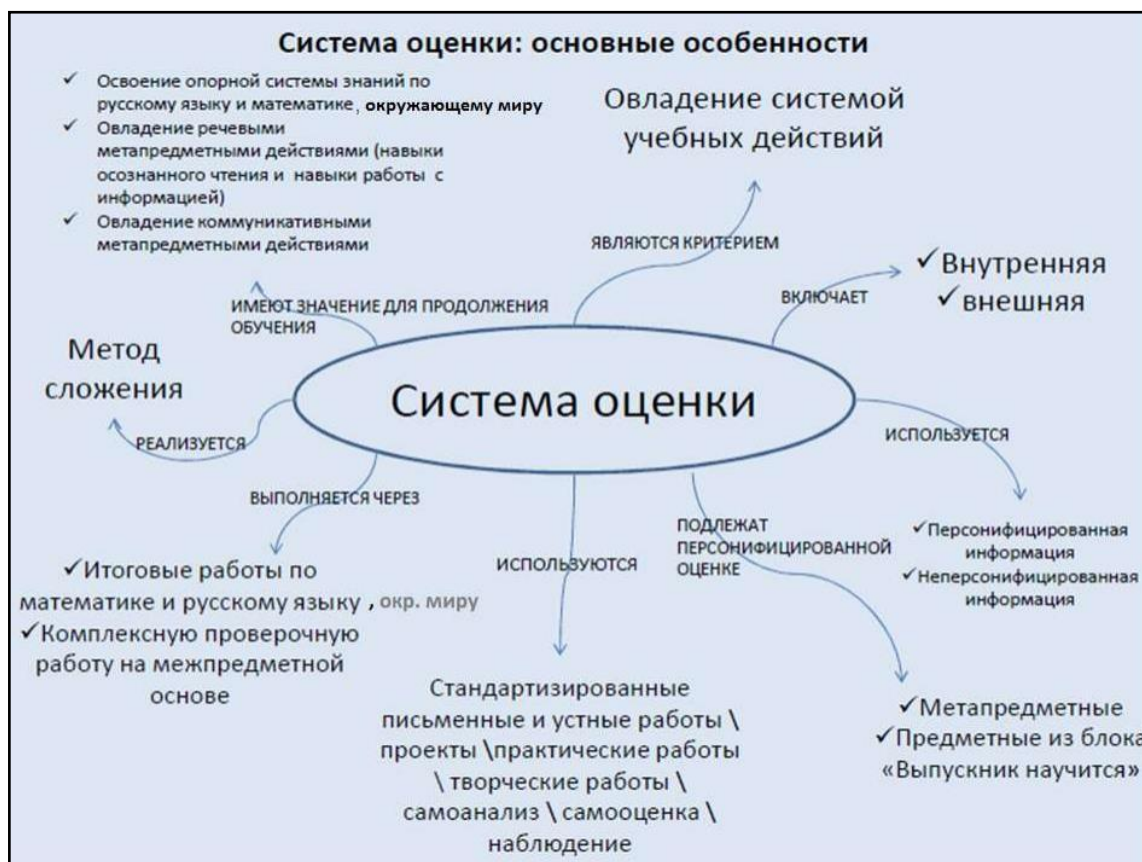 Система оценки: основные особенности
✓ Освоение опорной системы знаний по
русскому языку и математике, окружающему миру
✓ Овладение речевыми
метапредметными действиями (навыки
осознанного чтения и навыки работы с
информацией)
✓ Овладение коммуникативными
метапредметными действиями
Овладение системой
учебных действий
ЯВЛЯЮТСЯ КРИТЕРИЕМ
✓Внутренняя
✓внешняя
ВКЛЮЧАЕТ
ИМЕЮТ ЗНАЧЕНИЕ ДЛЯ ПРОДОЛЖЕНИЯ
ОБУЧЕНИЯ
Метод
сложения
РЕАЛИЗУЕТСЯ
Система оценки
ИСПОЛЬЗУЕТСЯ
✓Персонифицированная
информация
✓Неперсонифицированная
информация
ВЫПОЛНЯЕТСЯ ЧЕРЕЗ
✓Итоговые работы по
математике и русскому языку , окр. миру
✓Комплексную проверочную
работу на межпредметной
основе
ИСПОЛЬЗУЮТСЯ
Стандартизированные
письменные и устные работы \
проекты \практические работы
\ творческие работы \
самоанализ \ самооценка \
наблюдение
ПОДЛЕЖАТ
ПЕРСОНИФИЦИРОВАННОЙ
ОЦЕНКЕ
✓Метапредметные
✓Предметные из блока
«Выпускник научится»